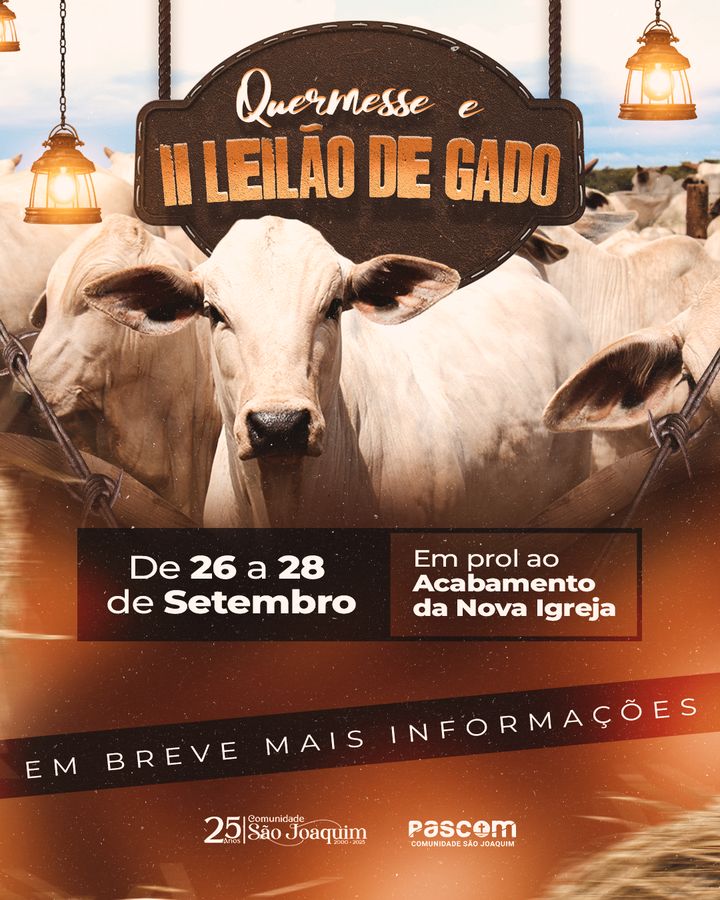 Quermesse e
II LEILÃO DE GADO
De 26 a 28
de Setembro
Em prol ao
Acabamento
da Nova Igreja
EM BREVE MAIS INFORMAÇÕES
25 Anos
Comunidade
São Joaquim
2000 • 2025
PASCOM
COMUNIDADE SÃO JOAQUIM